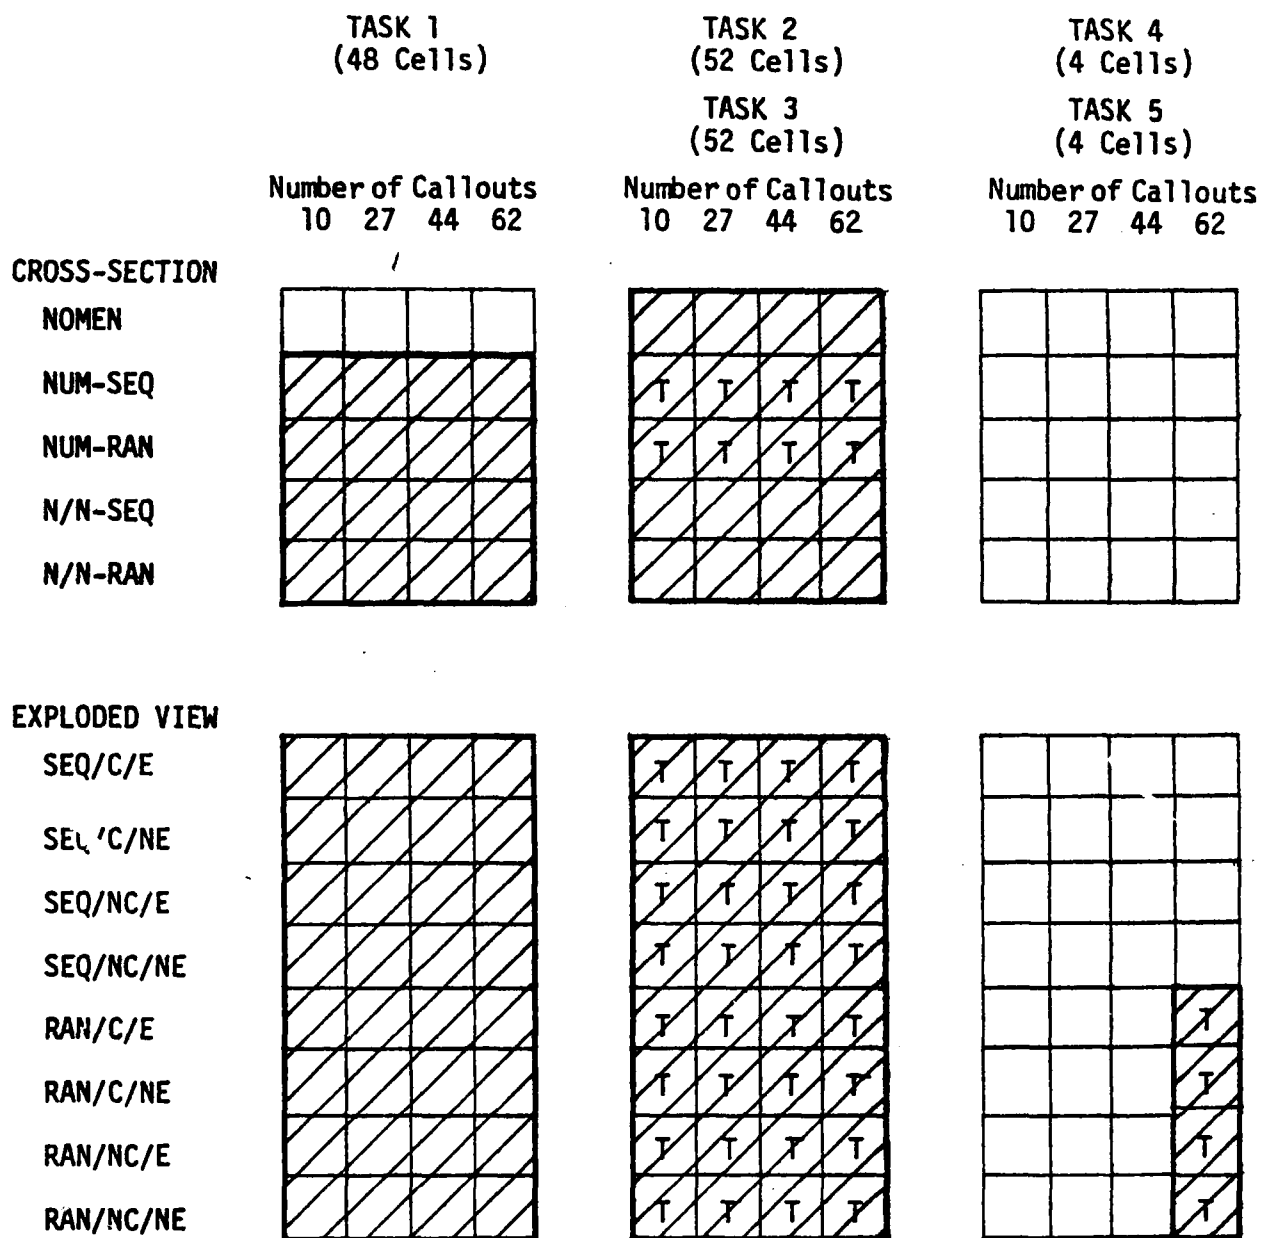 TASK 1 TASK 2 TASK 4
(48 Cells) (52 Cells) (4 Cells)
TASK 3 TASK 5
(52 Cells) (4 Cells)
Number of Callouts Number of Callouts Number of Callouts
10 27 44 62 10 27 44 62 10 27 44 62
CROSS-SECTION
NOMEN
NUM-SEQ T T T T
NUM-RAN T T T T
N/N-SEQ
N/N-RAN
EXPLODED VIEW
SEQ/C/E T T T T
C/NE T T T T
SEQ/NC/E T T T T
SEQ/NC/NE T T T T
RAN/C/E T T T T T
RAN/C/NE T T T T T
RAN/NC/E T T T T T
RAN/NC/NE T T T T T